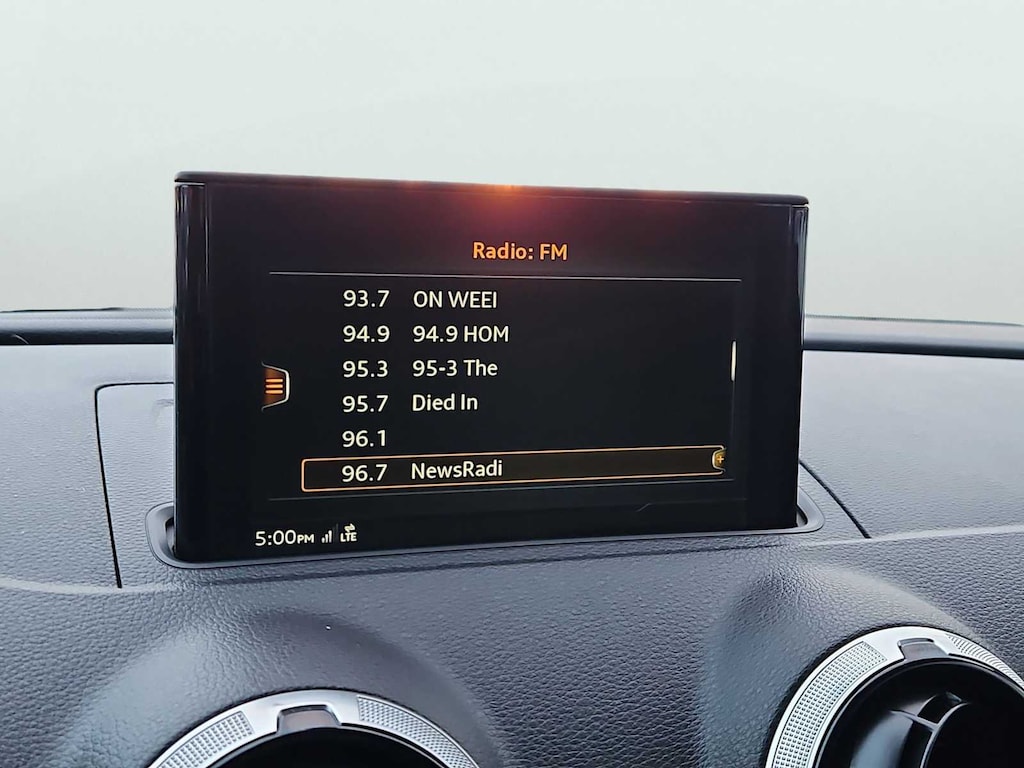 Radio: FM
93.7 ON WEEI
94.9 94.9 HOM
95.3 95-3 The
95.7 Died In
96.1
96.7 NewsRadi
5:00PM LTE